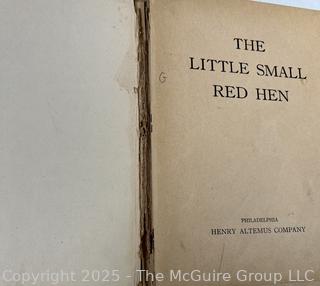 THE
LITTLE SMALL
RED HEN
G
PHILADELPHIA
HENRY ALTEMUS COMPANY
Copyright 2025 - The McGuire Group LLC